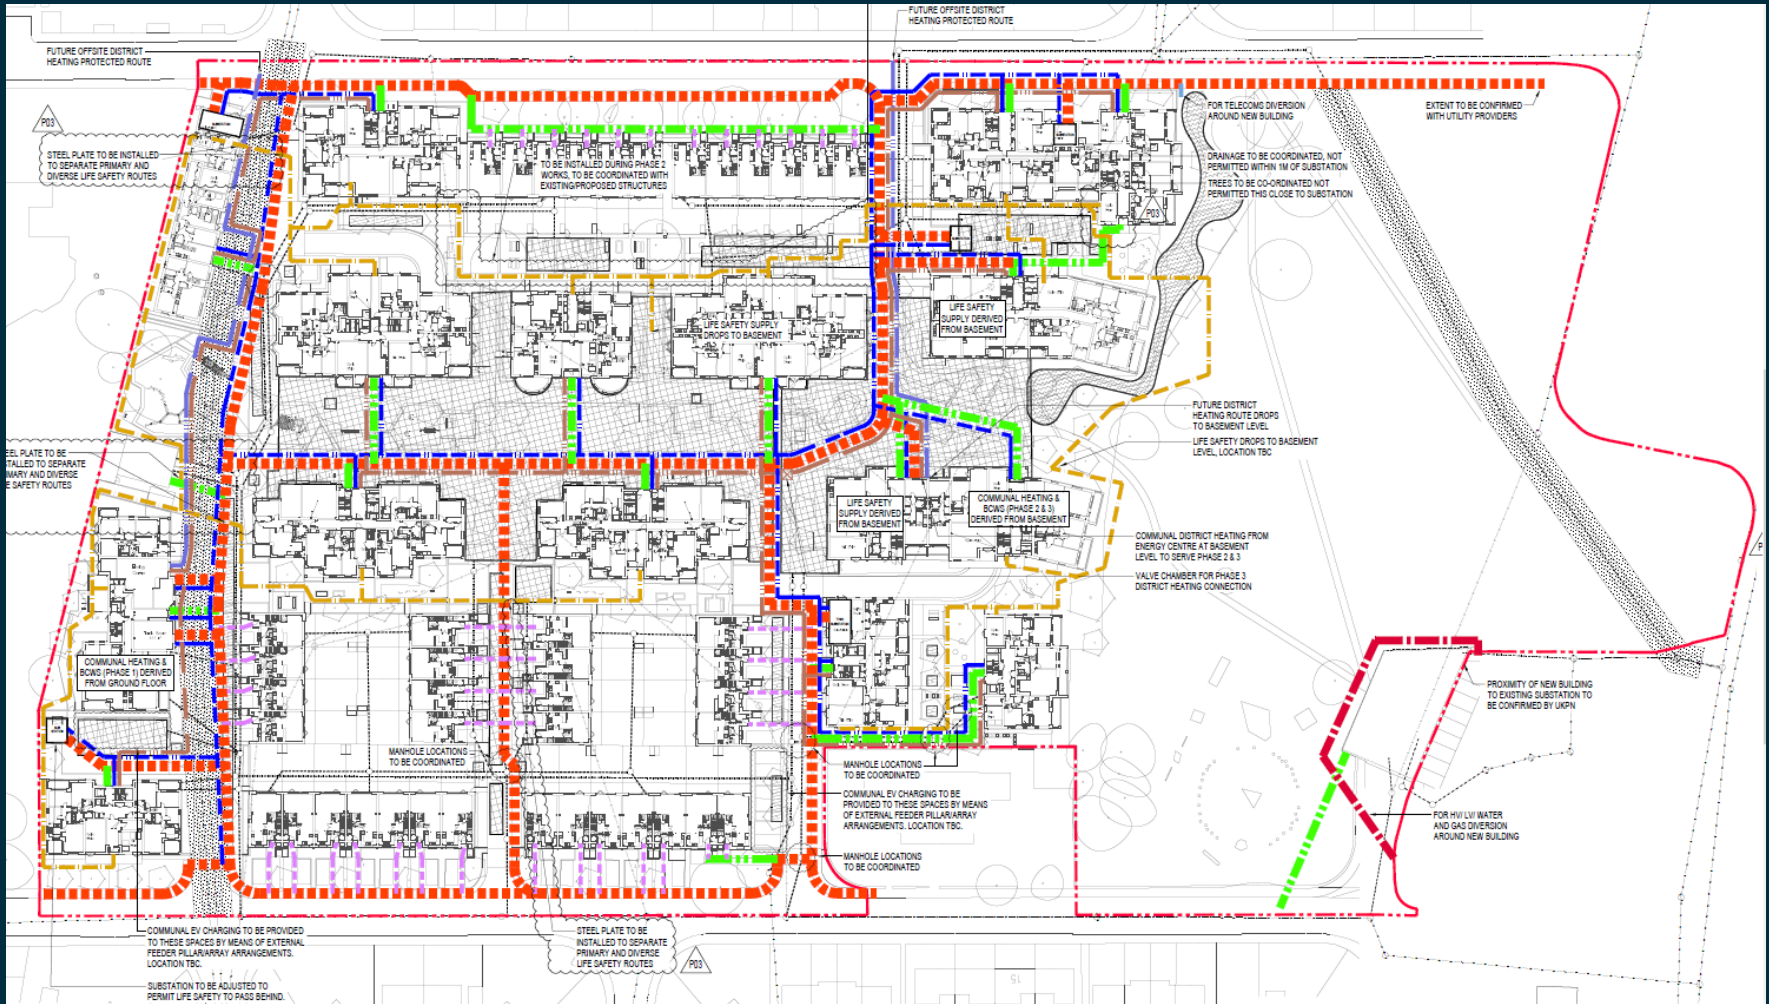 FUTURE OFFSITE DISTRICT
HEATING PROTECTED ROUTE
FUTURE OFFSITE DISTRICT
HEATING PROTECTED ROUTE
P03
STEEL PLATE TO BE INSTALLED
TO SEPARATE PRIMARY AND
DIVERSE LIFE SAFETY ROUTES
TO BE INSTALLED DURING PHASE 2
WORKS, TO BE COORDINATED WITH
EXISTING/PROPOSED STRUCTURES
FOR TELECOMS DIVERSION
AROUND NEW BUILDING
EXTENT TO BE CONFIRMED
WITH UTILITY PROVIDERS
DRAINAGE TO BE COORDINATED, NOT
PERMITTED WITHIN 1M OF SUBSTATION
TREES TO BE CO-ORDINATED NOT
PERMITTED THIS CLOSE TO SUBSTATION
P03
LIFE SAFETY SUPPLY
DROPS TO BASEMENT
LIFE SAFETY
SUPPLY DERIVED
FROM BASEMENT
FUTURE DISTRICT
HEATING ROUTE DROPS
TO BASEMENT LEVEL
LIFE SAFETY DROPS TO BASEMENT
LEVEL, LOCATION TBC
EEL PLATE TO BE
STALLED TO SEPARATE
IMARY AND DIVERSE
E SAFETY ROUTES
LIFE SAFETY
SUPPLY DERIVED
FROM BASEMENT
COMMUNAL HEATING &
BCWS (PHASE 2 & 3)
DERIVED FROM BASEMENT
COMMUNAL DISTRICT HEATING FROM
ENERGY CENTRE AT BASEMENT
LEVEL TO SERVE PHASE 2 & 3
VALVE CHAMBER FOR PHASE 3
DISTRICT HEATING CONNECTION
P
COMMUNAL HEATING &
BCWS (PHASE 1) DERIVED
FROM GROUND FLOOR
PROXIMITY OF NEW BUILDING
TO EXISTING SUBSTATION TO
BE CONFIRMED BY UKPN
MANHOLE LOCATIONS
TO BE COORDINATED
MANHOLE LOCATIONS
TO BE COORDINATED
COMMUNAL EV CHARGING TO BE
PROVIDED TO THESE SPACES BY MEANS
OF EXTERNAL FEEDER PILLAR/ARRAY
ARRANGEMENTS. LOCATION TBC.
FOR HV/ LV/ WATER
AND GAS DIVERSION
AROUND NEW BUILDING
MANHOLE LOCATIONS
TO BE COORDINATED
COMMUNAL EV CHARGING TO BE PROVIDED
TO THESE SPACES BY MEANS OF EXTERNAL
FEEDER PILLAR/ARRAY ARRANGEMENTS.
LOCATION TBC.
STEEL PLATE TO BE
INSTALLED TO SEPARATE
PRIMARY AND DIVERSE
LIFE SAFETY ROUTES
P03
15
SUBSTATION TO BE ADJUSTED TO
PERMIT LIFE SAFETY TO PASS BEHIND.